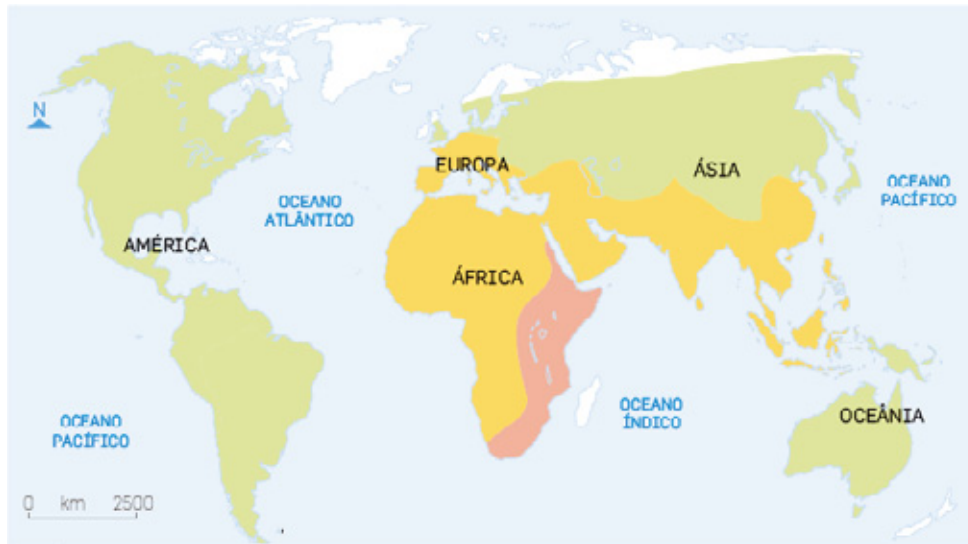 N
EUROPA
ÁSIA
OCEANO
PACÍFICO
OCEANO
ATLÂNTICO
AMÉRICA
ÁFRICA
OCEANO
ÍNDICO
OCEÂNIA
OCEANO
PACÍFICO
0 km 2500